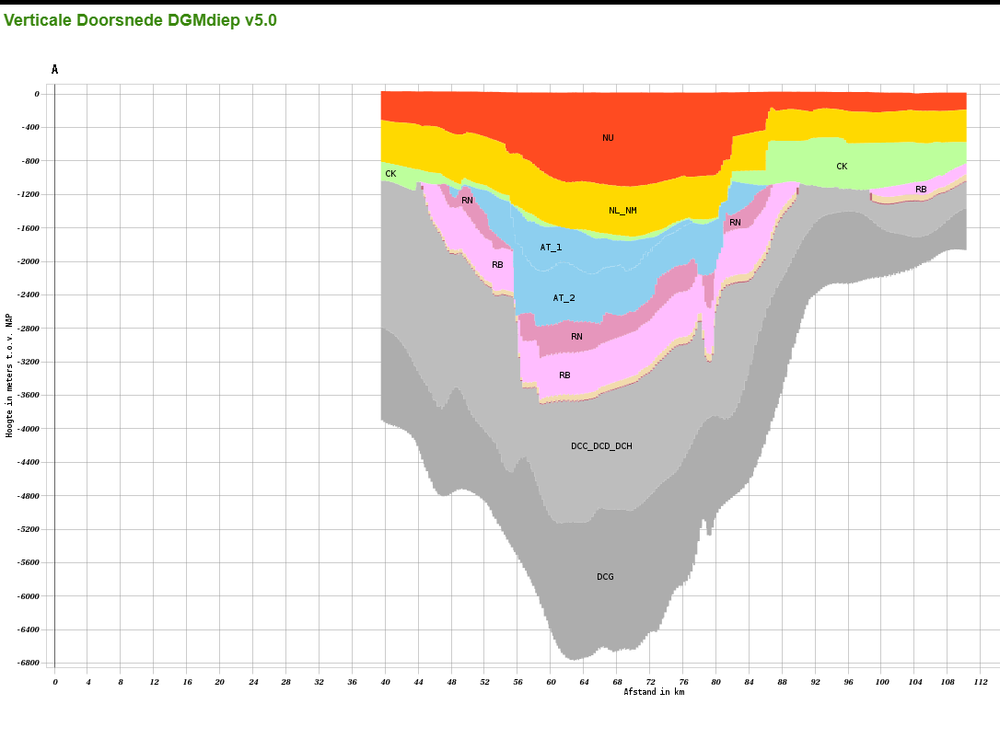 Verticale Doorsnede DGMdiep v5.0
A
0
-400
-800
-1200
-1600
-2000
-2400
-2800
-3200
-3600
-4000
-4400
-4800
-5200
-5600
-6000
-6400
-6800
Hoogte in meters t.o.v. NAP
NU
CK
CK
RN
RB
NL_NM
RN
AT_1
RB
AT_2
RN
RB
DCC_DCD_DCH
DCG
0 4 8 12 16 20 24 28 32 36 40 44 48 52 56 60 64 68 72 76 80 84 88 92 96 100 104 108 112
Afstand in km